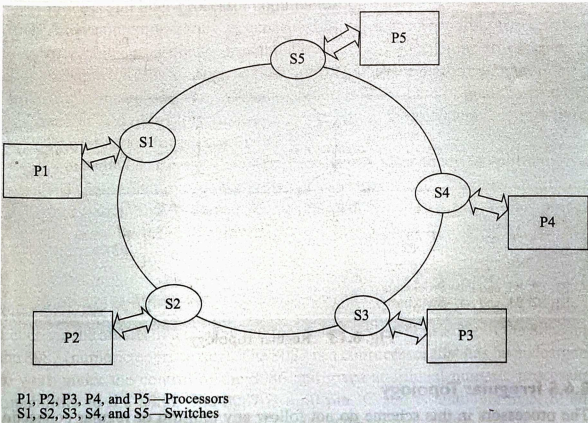 P5
S5
S1
P1
S4
P4
S2
S3
P2
P3
P1, P2, P3, P4, and P5—Processors
S1, S2, S3, S4, and S5—Switches